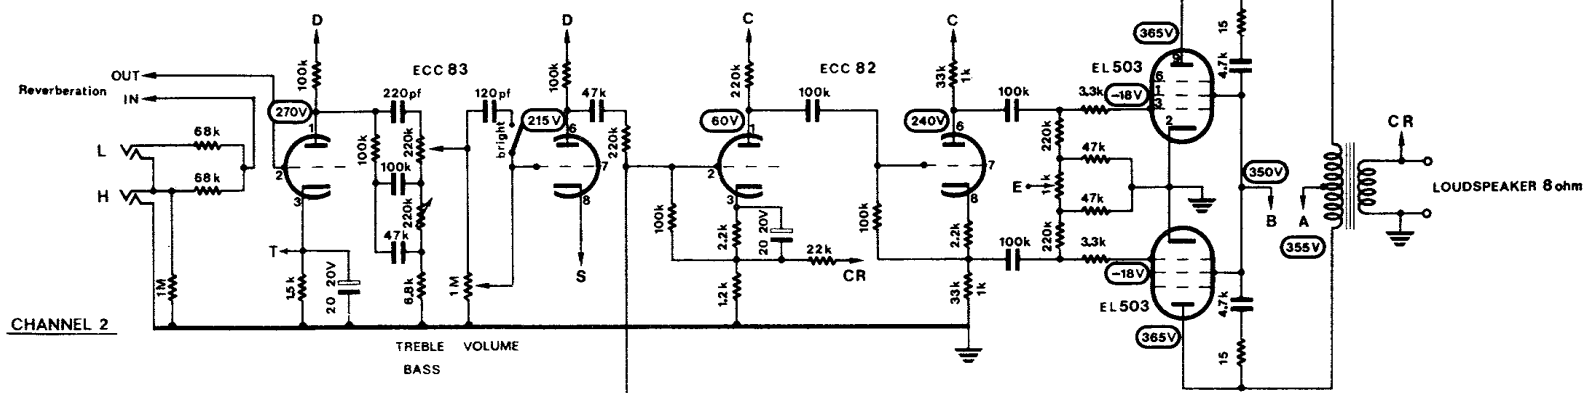 D
D
C
C
OUT
Reverberation
IN
100k
ECC 83
220pf
120pf
100k
47k
220k
ECC 82
100k
33k
1k
100k
365V
15
4.7k
EL503
9
6
1
3
-18V
3.3k
2
270V
1
215V
6
bright
60V
1
240V
6
68k
L
68k
H
2
3
100k
220k
100k
220k
47k
7
8
220k
2
3
7
8
220k
47k
E
1k
47k
220k
350V
B
A
355V
CR
LOUDSPEAKER 8 ohm
100k
2.2k
20 20V
22k
CR
100k
2.2k
100k
3.3k
-18V
T
1M
1.5k
20 20V
6.8k
1M
S
1.2k
33k
1k
EL503
4.7k
365V
15
CHANNEL 2
TREBLE
VOLUME
BASS